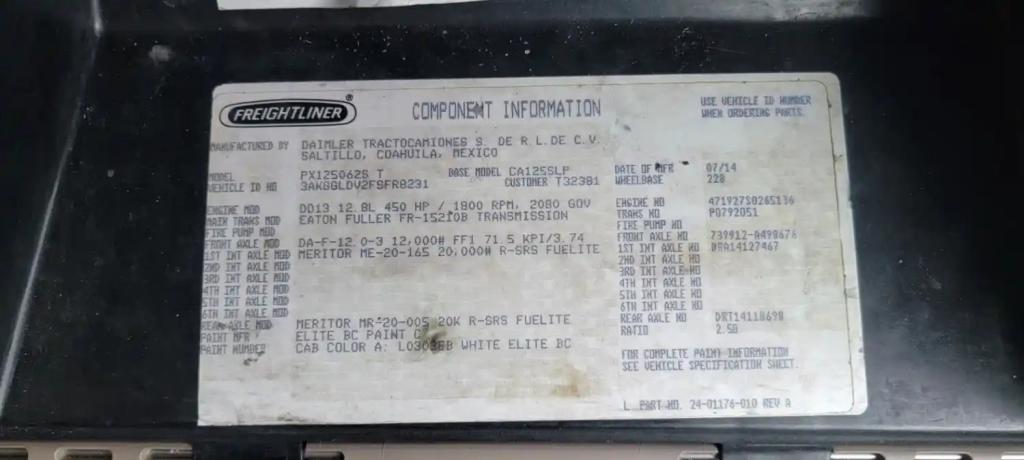 FREIGHTLINER ®
COMPONENT INFORMATION
USE VEHICLE ID NUMBER
WHEN ORDERING PARTS.
MANUFACTURED BY DAIMLER TRACTOCAMIONES S. DE R.L. DE C.V.
SALTILLO, COAHUILA, MEXICO
MODEL PX125062S T BASE MODEL CA125SLP DATE OF MFR 07/14
VEHICLE ID NO 3AKGGLDV2FSFR8231 CUSTOMER T32381 WHEELBASE 228
ENGINE MOD DD13 12.8L 450 HP / 1800 RPM, 2080 GOV ENGINE NO 471927S0265136
MAIN TRANS MOD EATON FULLER FR-15210B TRANSMISSION TRANS NO P0792051
FIRE PUMP MOD FIRE PUMP NO
FRONT AXLE MOD DA-F-12.0-3 12,000# FF1 71.5 KPI/3.74 FRONT AXLE NO 739912-A498676
1ST INT AXLE MOD MERITOR ME-20-165 20,000# R-SRS FUELITE 1ST INT AXLE NO DRA14127467
2ND INT AXLE MOD 2ND INT AXLE NO
3RD INT AXLE MOD 3RD INT AXLE NO
4TH INT AXLE MOD 4TH INT AXLE NO
5TH INT AXLE MOD 5TH INT AXLE NO
6TH INT AXLE MOD 6TH INT AXLE NO
REAR AXLE MOD MERITOR MR-20-005 20K R-SRS FUELITE REAR AXLE NO DRT14118698
PAINT MFR ELITE BC PAINT RATIO 2.50
PAINT NUMBER CAB COLOR A: WHITE ELITE BC
FOR COMPLETE PAINT INFORMATION
SEE VEHICLE SPECIFICATION SHEET.
L PART NO. 24-01176-010 REV A